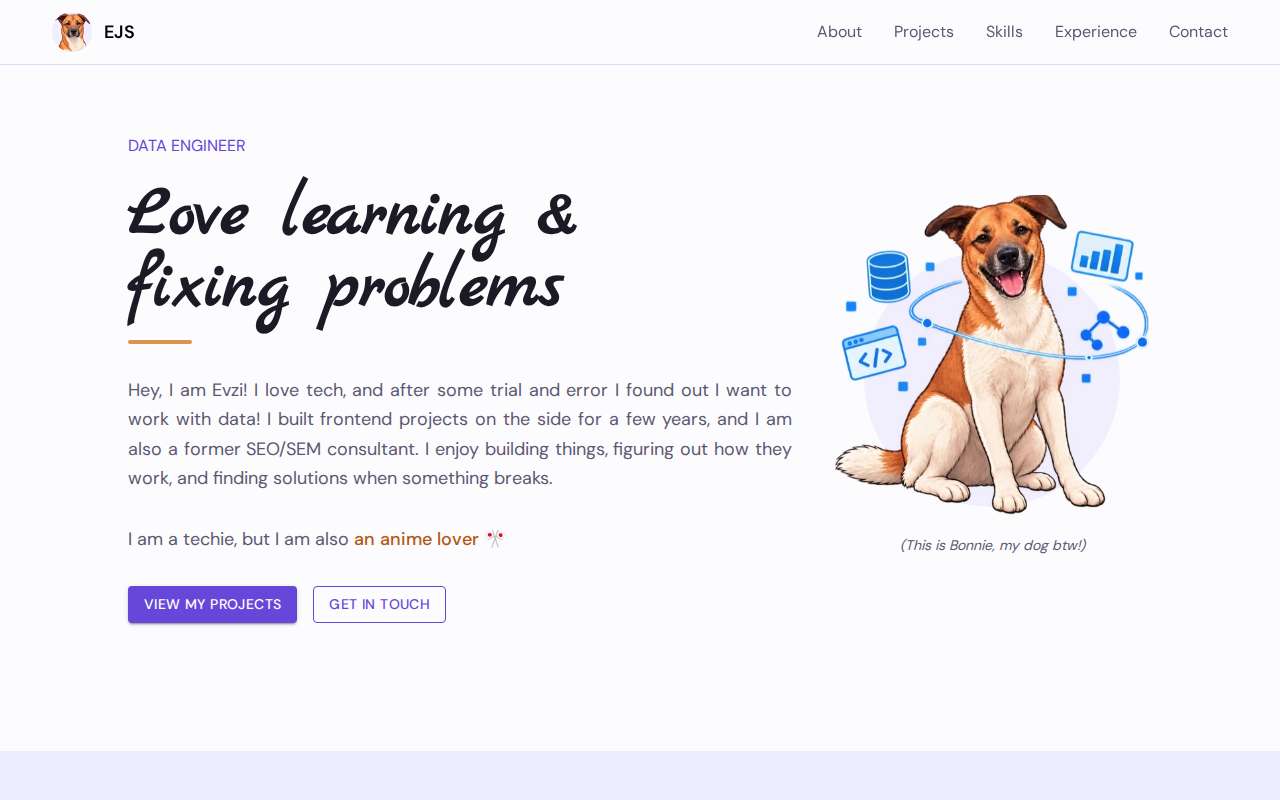 EJS
About
Projects
Skills
Experience
Contact
DATA ENGINEER
Love learning &
fixing problems
Hey, I am Evzi! I love tech, and after some trial and error I found out I want to
work with data! I built frontend projects on the side for a few years, and I am
also a former SEO/SEM consultant. I enjoy building things, figuring out how they
work, and finding solutions when something breaks.
I am a techie, but I am also an anime lover 🎌
VIEW MY PROJECTS
GET IN TOUCH
</>
(This is Bonnie, my dog btw!)